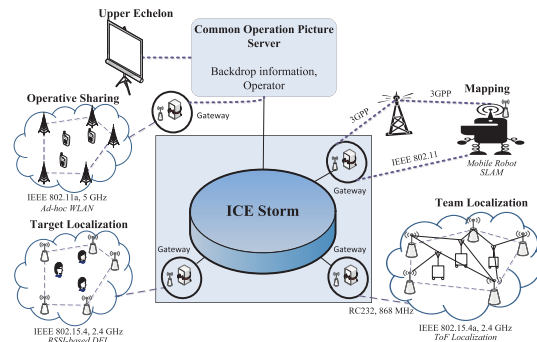 Upper Echelon
Common Operation Picture
Server
Backdrop information,
Operator
Operative Sharing
Gateway
IEEE 802.11a, 5 GHz
Ad-hoc WLAN
3GPP
3GPP
Mapping
IEEE 802.11
Mobile Robot
SLAM
Gateway
ICE Storm
Target Localization
Gateway
IEEE 802.15.4, 2.4 GHz
RSSI-based DFL
Gateway
RC232, 868 MHz
Team Localization
IEEE 802.15.4a, 2.4 GHz
ToF Localization